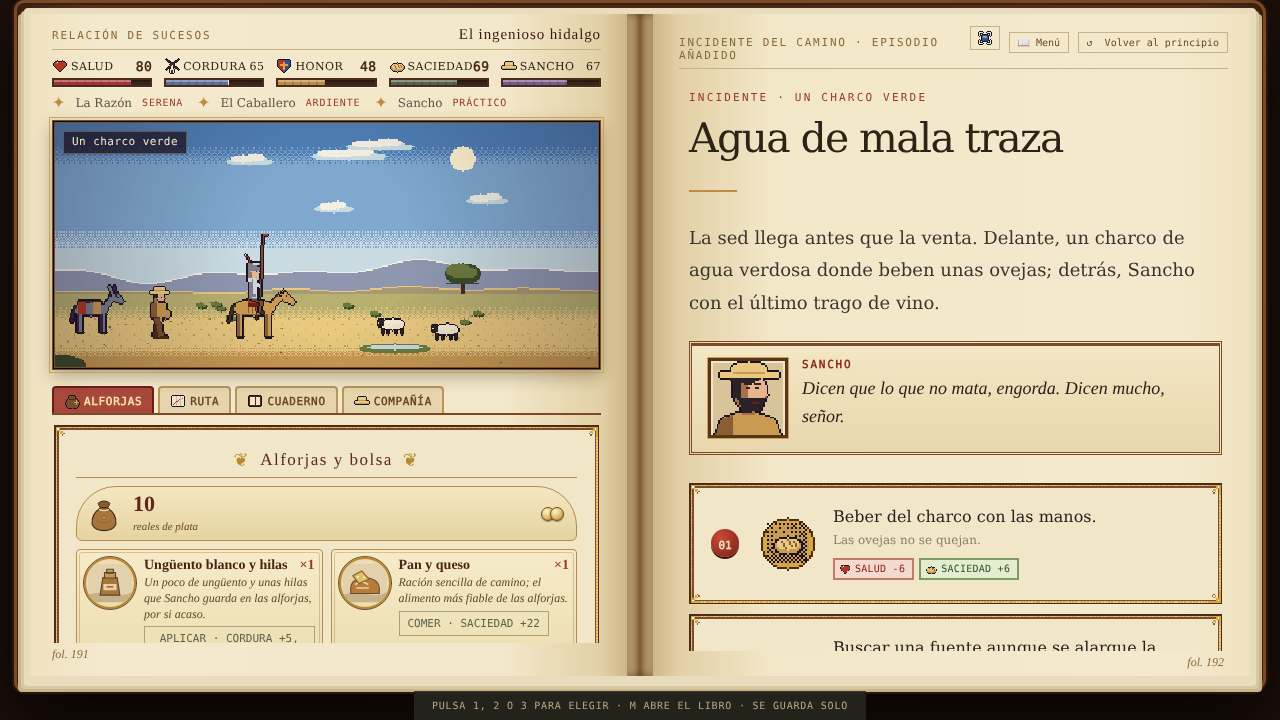 RELACIÓN DE SUCESOS
El ingenioso hidalgo
SALUD 80
CORDURA 65
HONOR 48
SACIEDAD 69
SANCHO 67
La Razón SERENA
El Caballero ARDIENTE
Sancho PRÁCTICO
Un charco verde
ALFORJAS
RUTA
CUADERNO
COMPAÑÍA
Alforjas y bolsa
10
reales de plata
Ungüento blanco y hilas ×1
Un poco de ungüento y unas hilas
que Sancho guarda en las alforjas,
por si acaso.
APLICAR · CORDURA +5,
Pan y queso ×1
Ración sencilla de camino; el
alimento más fiable de las alforjas.
COMER · SACIEDAD +22
fol. 191
INCIDENTE DEL CAMINO · EPISODIO
AÑADIDO
Menú
↺ Volver al principio
INCIDENTE · UN CHARCO VERDE
Agua de mala traza
La sed llega antes que la venta. Delante, un charco de
agua verdosa donde beben unas ovejas; detrás, Sancho
con el último trago de vino.
SANCHO
Dicen que lo que no mata, engorda. Dicen mucho,
señor.
01
Beber del charco con las manos.
Las ovejas no se quejan.
SALUD -6
SACIEDAD +6
Buscar una fuente aunque se alargue la
fol. 192
PULSA 1, 2 O 3 PARA ELEGIR · M ABRE EL LIBRO · SE GUARDA SOLO